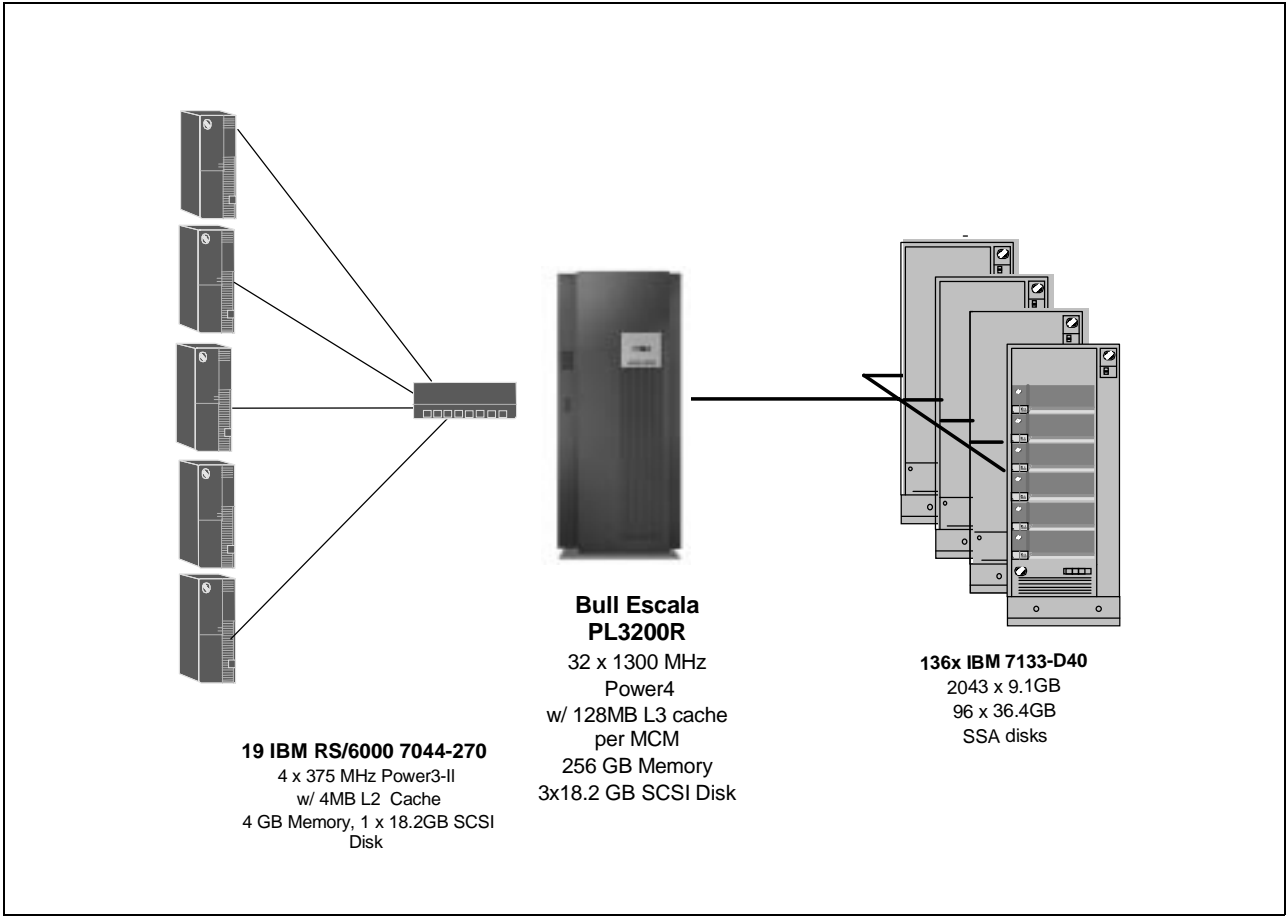 19 IBM RS/6000 7044-270
4 x 375 MHz Power3-II
w/ 4MB L2 Cache
4 GB Memory, 1 x 18.2GB SCSI
Disk
Bull Escala
PL3200R
32 x 1300 MHz
Power4
w/ 128MB L3 cache
per MCM
256 GB Memory
3x18.2 GB SCSI Disk
136x IBM 7133-D40
2043 x 9.1GB
96 x 36.4GB
SSA disks